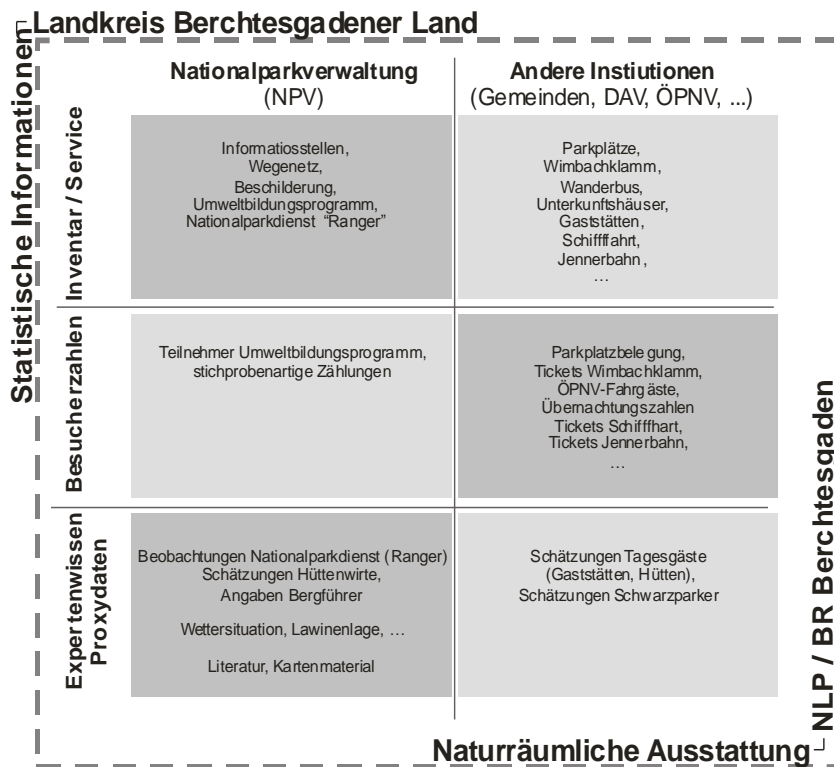 Landkreis Berchtesgadener Land
Statistische Informationen
Nationalparkverwaltung
(NPV)
Andere Instiutionen
(Gemeinden, DAV, ÖPNV, ...)
Inventar / Service
Informatiosstellen,
Wegenetz,
Beschilderung,
Umweltbildungsprogramm,
Nationalparkdienst "Ranger"
Parkplätze,
Wimbachklamm,
Wanderbus,
Unterkunftshäuser,
Gaststätten,
Schiffffahrt,
Jennerbahn,
…
Besucherzahlen
Teilnehmer Umweltbildungsprogramm,
stichprobenartige Zählungen
Parkplatzbelegung,
Tickets Wimbachklamm,
ÖPNV-Fahrgäste,
Übernachtungszahlen
Tickets Schifffhart,
Tickets Jennerbahn,
…
Expertenwissen
Proxydaten
Beobachtungen Nationalparkdienst (Ranger)
Schätzungen Hüttenwirte,
Angaben Bergführer
Wettersituation, Lawinenlage, …
Literatur, Kartenmaterial
Schätzungen Tagesgäste
(Gaststätten, Hütten),
Schätzungen Schwarzparker
NLP / BR Berchtesgaden
Naturräumliche Ausstattung